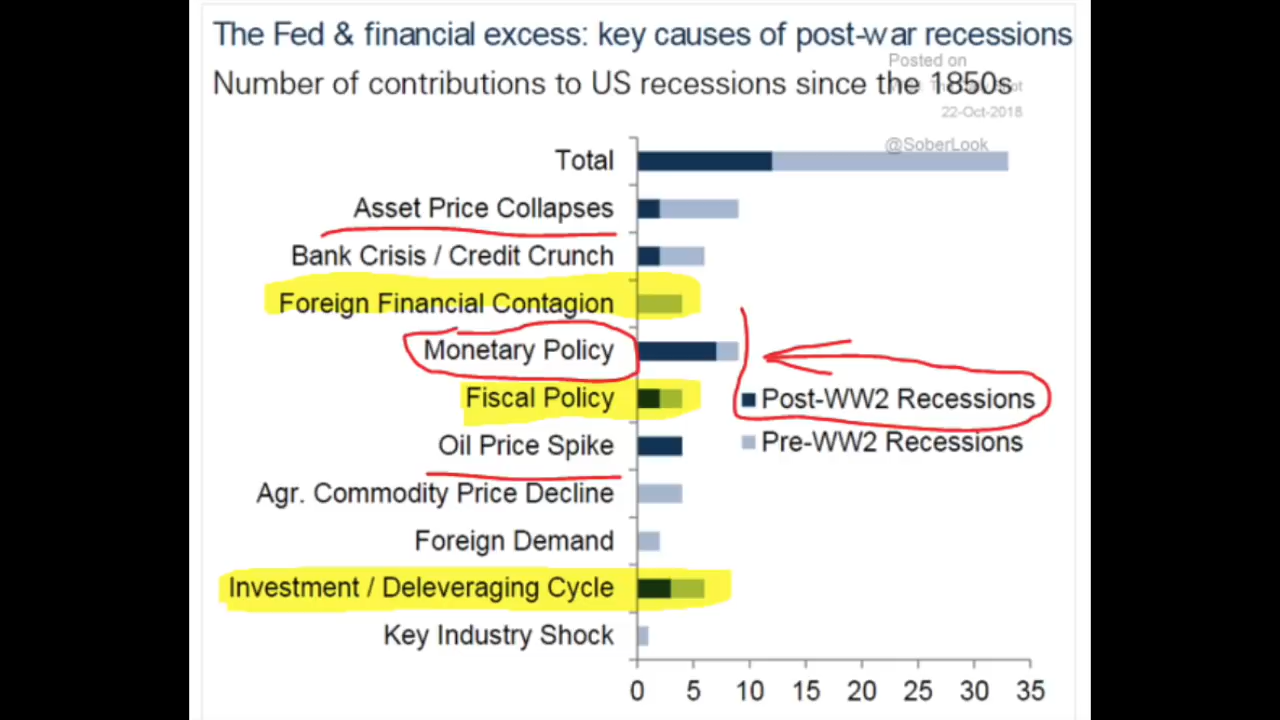 The Fed & financial excess: key causes of post-war recessions
Posted on
Number of contributions to US recessions since the 1850s
22-Oct-2018
@SoberLook
Total
Asset Price Collapses
Bank Crisis / Credit Crunch
Foreign Financial Contagion
Monetary Policy
Fiscal Policy
Post-WW2 Recessions
Oil Price Spike
Pre-WW2 Recessions
Agr. Commodity Price Decline
Foreign Demand
Investment / Deleveraging Cycle
Key Industry Shock
0 5 10 15 20 25 30 35